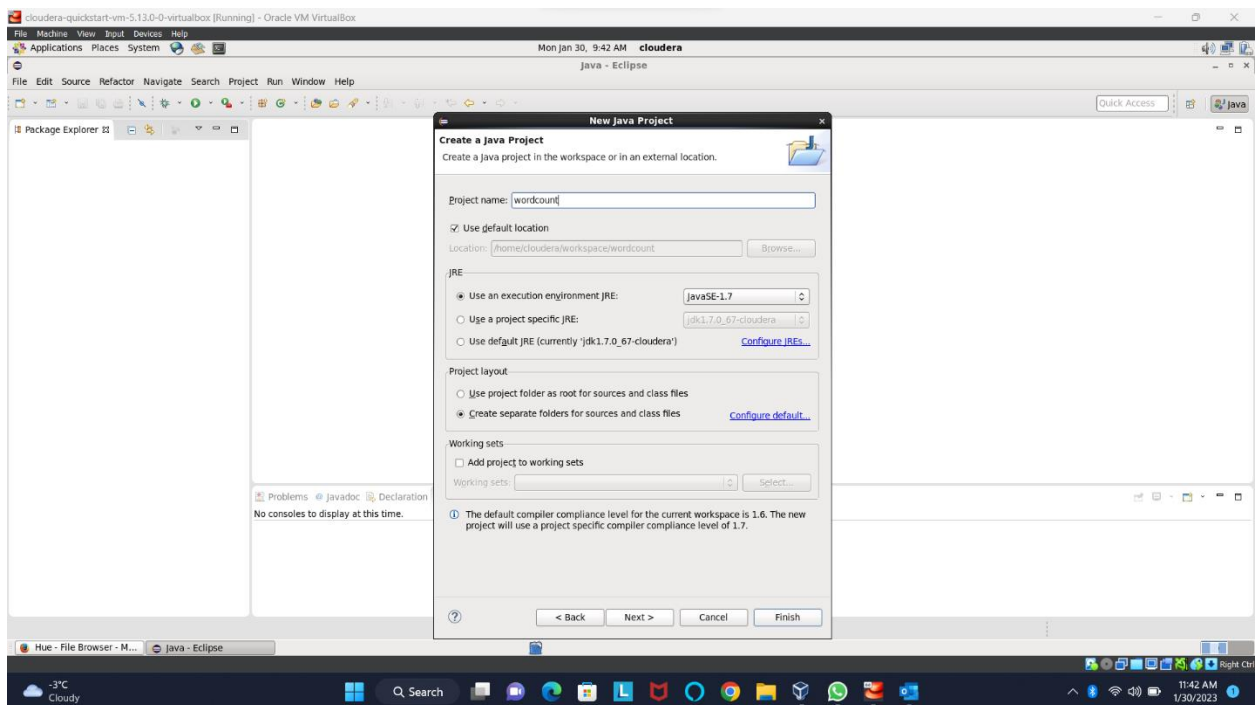 cloudera-quickstart-vm-5.13.0-0-virtualbox [Running] - Oracle VM VirtualBox
File Machine View Input Devices Help
Applications Places System Mon Jan 30, 9:42 AM cloudera
Java - Eclipse
File Edit Source Refactor Navigate Search Project Run Window Help
Quick Access Java
Package Explorer
New Java Project
Create a Java Project
Create a Java project in the workspace or in an external location.
Project name: wordcount
Use default location
Location: /home/cloudera/workspace/wordcount Browse...
JRE
Use an execution environment JRE: JavaSE-1.7
Use a project specific JRE: jdk1.7.0_67-cloudera
Use default JRE (currently 'jdk1.7.0_67-cloudera') Configure JREs...
Project layout
Use project folder as root for sources and class files
Create separate folders for sources and class files Configure default...
Working sets
Add project to working sets
Working sets: Select...
Problems Javadoc Declaration
No consoles to display at this time.
The default compiler compliance level for the current workspace is 1.6. The new
project will use a project specific compiler compliance level of 1.7.
< Back Next > Cancel Finish
Hue - File Browser - M... Java - Eclipse
Right Ctrl
-3°C
Cloudy
Search
11:42 AM
1/30/2023
1